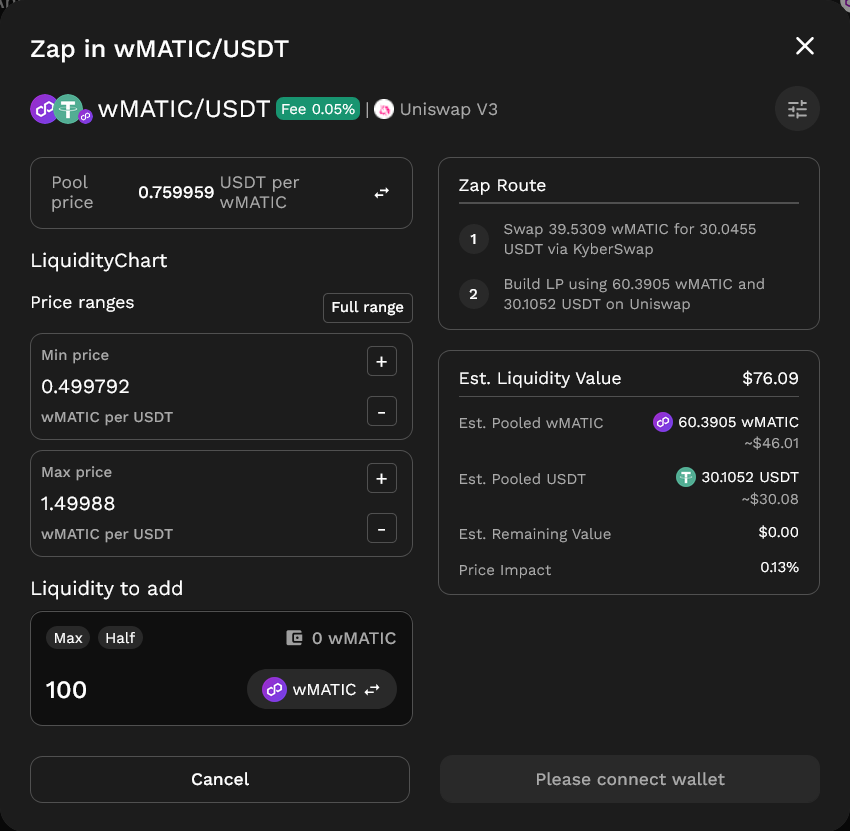 Zap in wMATIC/USDT
wMATIC/USDT Fee 0.05% | Uniswap V3
Pool price 0.759959 USDT per wMATIC
LiquidityChart
Price ranges
Full range
Min price
+
0.499792
wMATIC per USDT
-
Max price
+
1.49988
wMATIC per USDT
-
Liquidity to add
Max Half 0 wMATIC
100 wMATIC
Cancel
Zap Route
1 Swap 39.5309 wMATIC for 30.0455
USDT via KyberSwap
2 Build LP using 60.3905 wMATIC and
30.1052 USDT on Uniswap
Est. Liquidity Value $76.09
Est. Pooled wMATIC 60.3905 wMATIC
~$46.01
Est. Pooled USDT 30.1052 USDT
~$30.08
Est. Remaining Value $0.00
Price Impact 0.13%
Please connect wallet